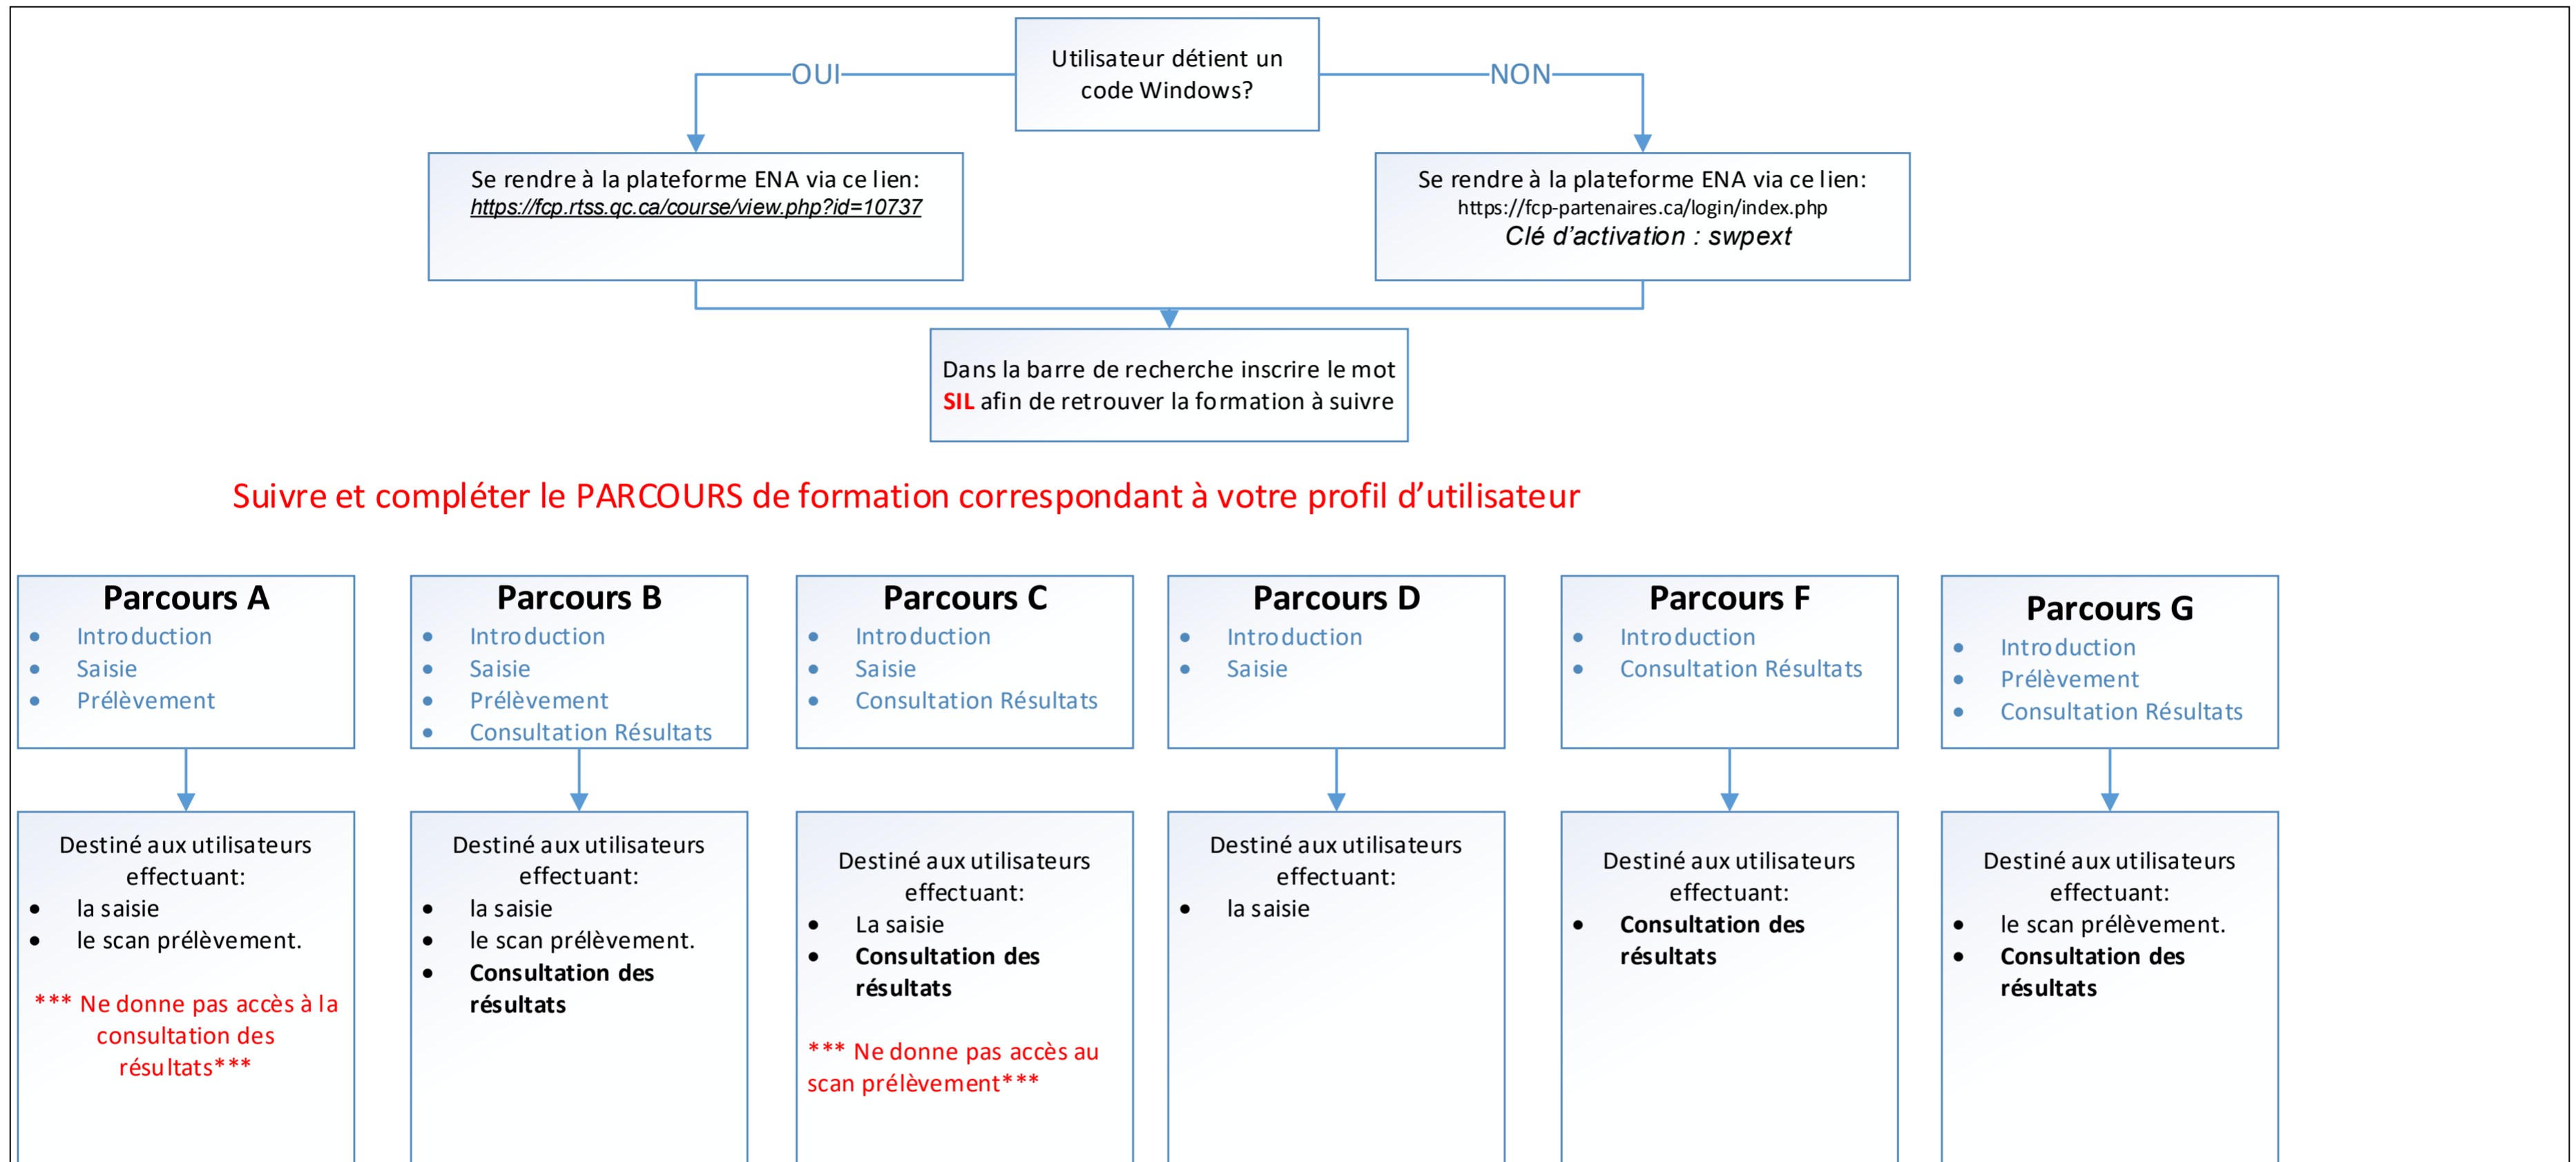 Utilisateur détient un
code Windows?
OUI
NON
Se rendre à la plateforme ENA via ce lien:
https://fcp.rtss.qc.ca/course/view.php?id=10737
Se rendre à la plateforme ENA via ce lien:
https://fcp-partenaires.ca/login/index.php
Clé d'activation : swpext
Dans la barre de recherche inscrire le mot
SIL afin de retrouver la formation à suivre
Suivre et compléter le PARCOURS de formation correspondant à votre profil d'utilisateur
Parcours A
• Introduction
• Saisie
• Prélèvement
Parcours B
• Introduction
• Saisie
• Prélèvement
• Consultation Résultats
Parcours C
• Introduction
• Saisie
• Consultation Résultats
Parcours D
• Introduction
• Saisie
Parcours F
• Introduction
• Consultation Résultats
Parcours G
• Introduction
• Prélèvement
• Consultation Résultats
Destiné aux utilisateurs
effectuant:
• la saisie
• le scan prélèvement.
*** Ne donne pas accès à la
consultation des
résultats***
Destiné aux utilisateurs
effectuant:
• la saisie
• le scan prélèvement.
• Consultation des
résultats
Destiné aux utilisateurs
effectuant:
• La saisie
• Consultation des
résultats
*** Ne donne pas accès au
scan prélèvement***
Destiné aux utilisateurs
effectuant:
• la saisie
Destiné aux utilisateurs
effectuant:
• Consultation des
résultats
Destiné aux utilisateurs
effectuant:
• le scan prélèvement.
• Consultation des
résultats